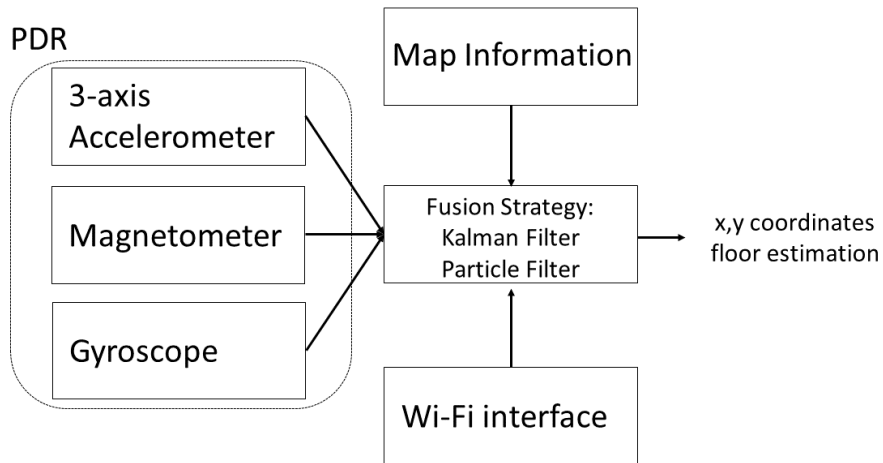 PDR
3-axis
Accelerometer
Magnetometer
Gyroscope
Map Information
Fusion Strategy:
Kalman Filter
Particle Filter
Wi-Fi interface
x,y coordinates
floor estimation